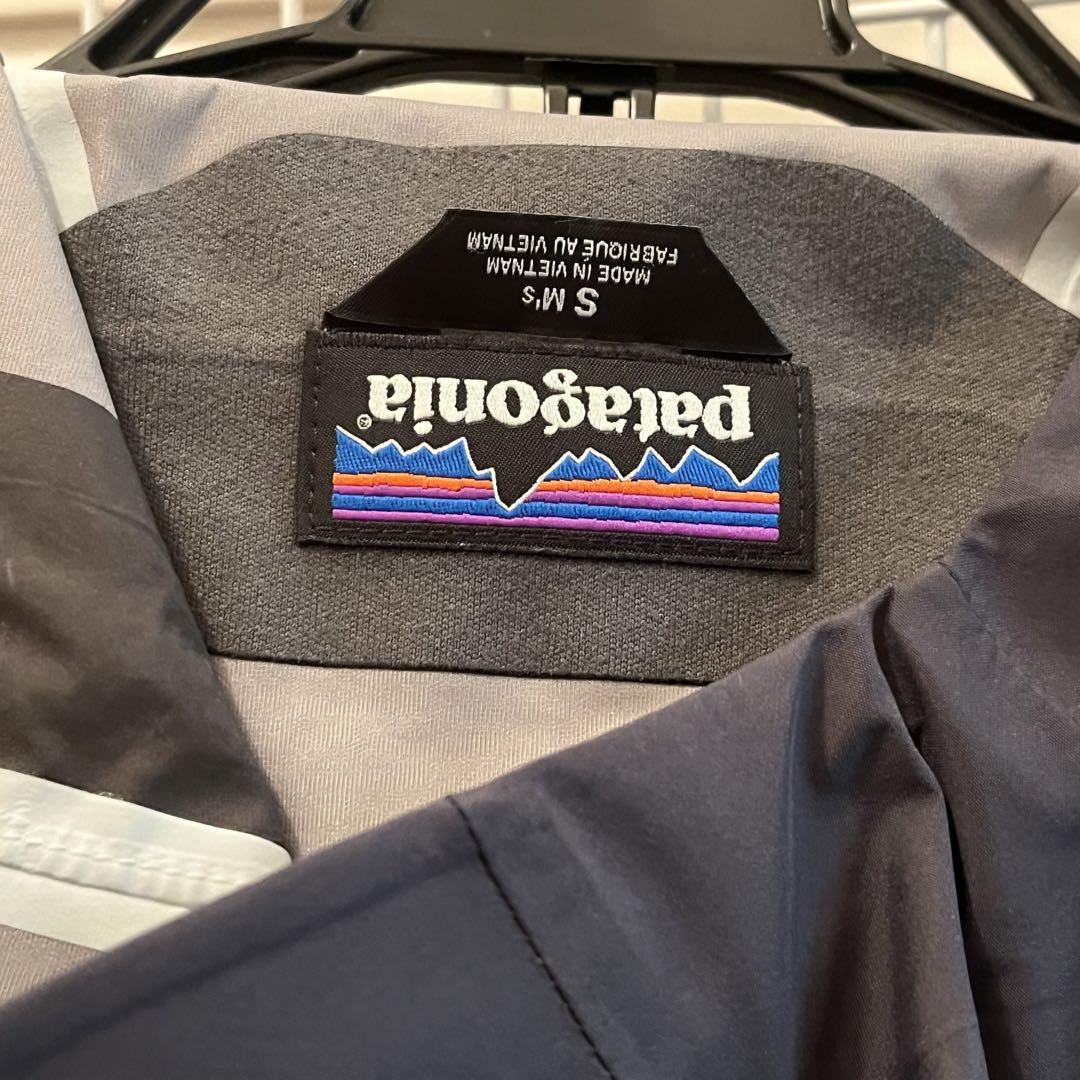 patagonia®
S M's
MADE IN VIETNAM
FABRIQUÉ AU VIETNAM